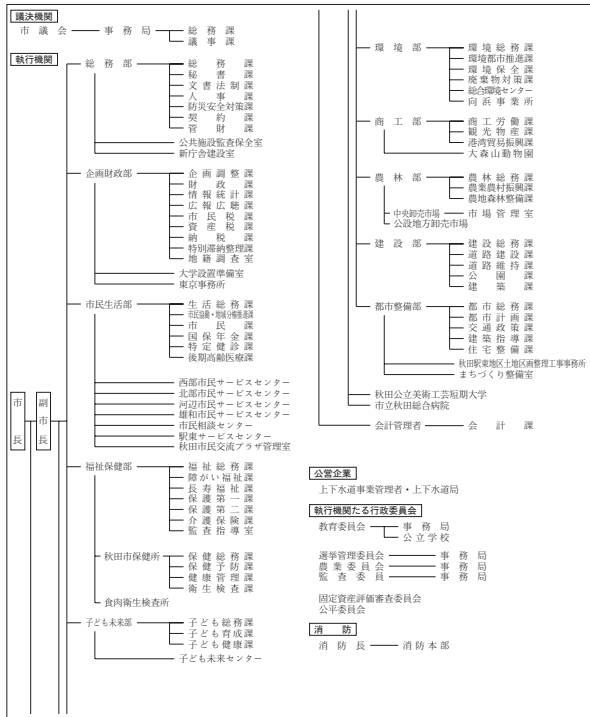 議決機関
市議会 事務局 総務課
議事課
執行機関
総務部 総務課
秘書課
文書法制課
人事課
防災安全対策課
契約課
管財課
公共施設監査保全室
新庁舎建設室
企画財政部 企画調整課
財政課
情報統計課
広報広聴課
市民税課
資産税課
納税課
特別滞納整理課
地籍調査室
大学設置準備室
東京事務所
市民生活部 生活総務課
市民協働・地域分権推進課
市民課
国保年金課
特定健診課
後期高齢医療課
西部市民サービスセンター
北部市民サービスセンター
河辺市民サービスセンター
雄和市民サービスセンター
市民相談センター
駅東サービスセンター
秋田市民交流プラザ管理室
市長
副市長
福祉保健部 福祉総務課
障がい福祉課
長寿福祉課
保護第一課
保護第二課
介護保険課
監査指導室
秋田市保健所 保健総務課
保健予防課
健康管理課
衛生検査課
食肉衛生検査所
子ども未来部 子ども総務課
子ども育成課
子ども健康課
子ども未来センター
環境部 環境総務課
環境都市推進課
環境保全課
廃棄物対策課
総合環境センター
向浜事業所
商工部 商工労働課
観光物産課
港湾貿易振興課
大森山動物園
農林部 農林総務課
農業農村振興課
農地森林整備課
中央卸売市場 市場管理室
公設地方卸売市場
建設部 建設総務課
道路建設課
道路維持課
公園課
建築課
都市整備部 都市総務課
都市計画課
交通政策課
建築指導課
住宅整備課
秋田駅東地区土地区画整理工事事務所
まちづくり整備室
秋田公立美術工芸短期大学
市立秋田総合病院
会計管理者 会計課
公営企業
上下水道事業管理者・上下水道局
執行機関たる行政委員会
教育委員会 事務局
公立学校
選挙管理委員会 事務局
農業委員会 事務局
監査委員 事務局
固定資産評価審査委員会
公平委員会
消防
消防長 消防本部